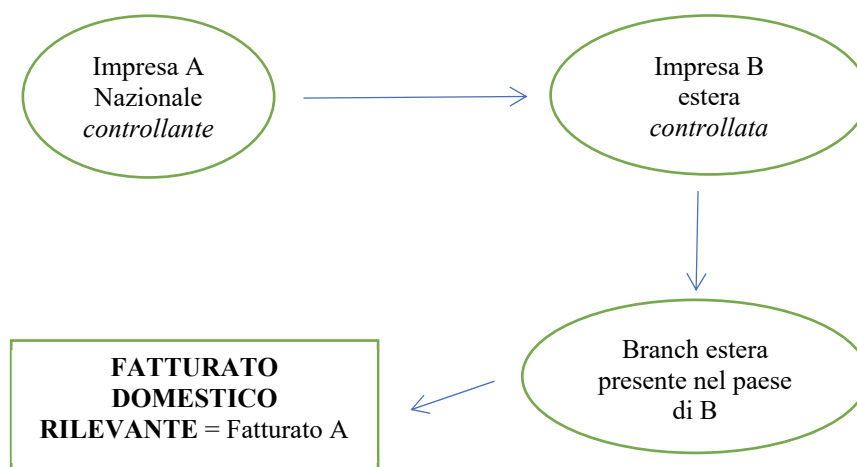 Impresa A
Nazionale
controllante
Impresa B
estera
controllata
Branch estera
presente nel paese
di B
FATTURATO
DOMESTICO
RILEVANTE = Fatturato A